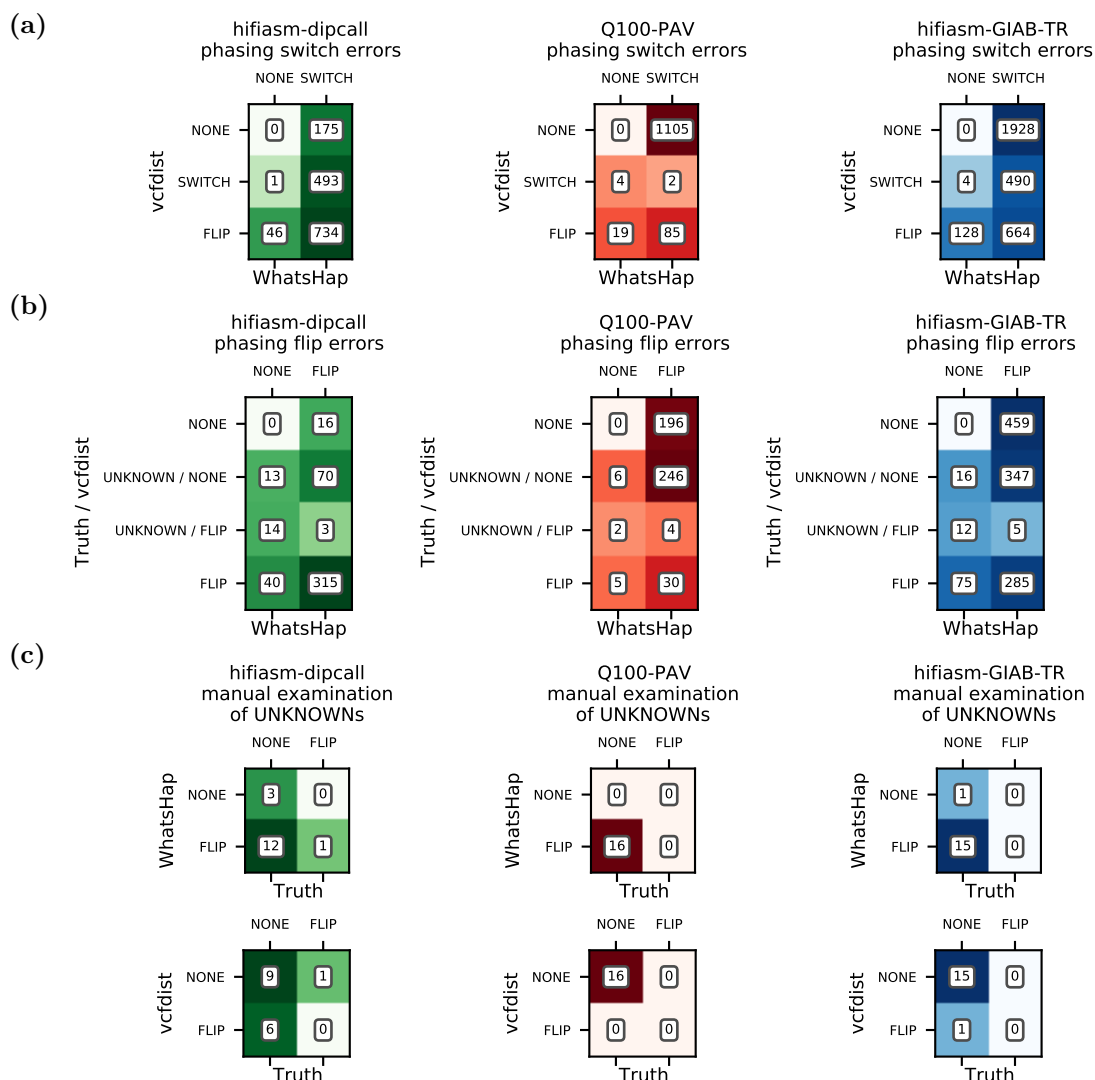 (a)
hifiasm-dipcall
phasing switch errors
NONE SWITCH
vcfdist
NONE 0 175
SWITCH 1 493
FLIP 46 734
WhatsHap
Q100-PAV
phasing switch errors
NONE SWITCH
vcfdist
NONE 0 1105
SWITCH 4 2
FLIP 19 85
WhatsHap
hifiasm-GIAB-TR
phasing switch errors
NONE SWITCH
vcfdist
NONE 0 1928
SWITCH 4 490
FLIP 128 664
WhatsHap
(b)
hifiasm-dipcall
phasing flip errors
NONE FLIP
Truth / vcfdist
NONE 0 16
UNKNOWN / NONE 13 70
UNKNOWN / FLIP 14 3
FLIP 40 315
WhatsHap
Q100-PAV
phasing flip errors
NONE FLIP
Truth / vcfdist
NONE 0 196
UNKNOWN / NONE 6 246
UNKNOWN / FLIP 2 4
FLIP 5 30
WhatsHap
hifiasm-GIAB-TR
phasing flip errors
NONE FLIP
Truth / vcfdist
NONE 0 459
UNKNOWN / NONE 16 347
UNKNOWN / FLIP 12 5
FLIP 75 285
WhatsHap
(c)
hifiasm-dipcall
manual examination
of UNKNOWNs
NONE FLIP
WhatsHap
NONE 3 0
FLIP 12 1
Truth
Q100-PAV
manual examination
of UNKNOWNs
NONE FLIP
WhatsHap
NONE 0 0
FLIP 16 0
Truth
hifiasm-GIAB-TR
manual examination
of UNKNOWNs
NONE FLIP
WhatsHap
NONE 1 0
FLIP 15 0
Truth
NONE FLIP
vcfdist
NONE 9 1
FLIP 6 0
Truth
NONE FLIP
vcfdist
NONE 16 0
FLIP 0 0
Truth
NONE FLIP
vcfdist
NONE 15 0
FLIP 1 0
Truth